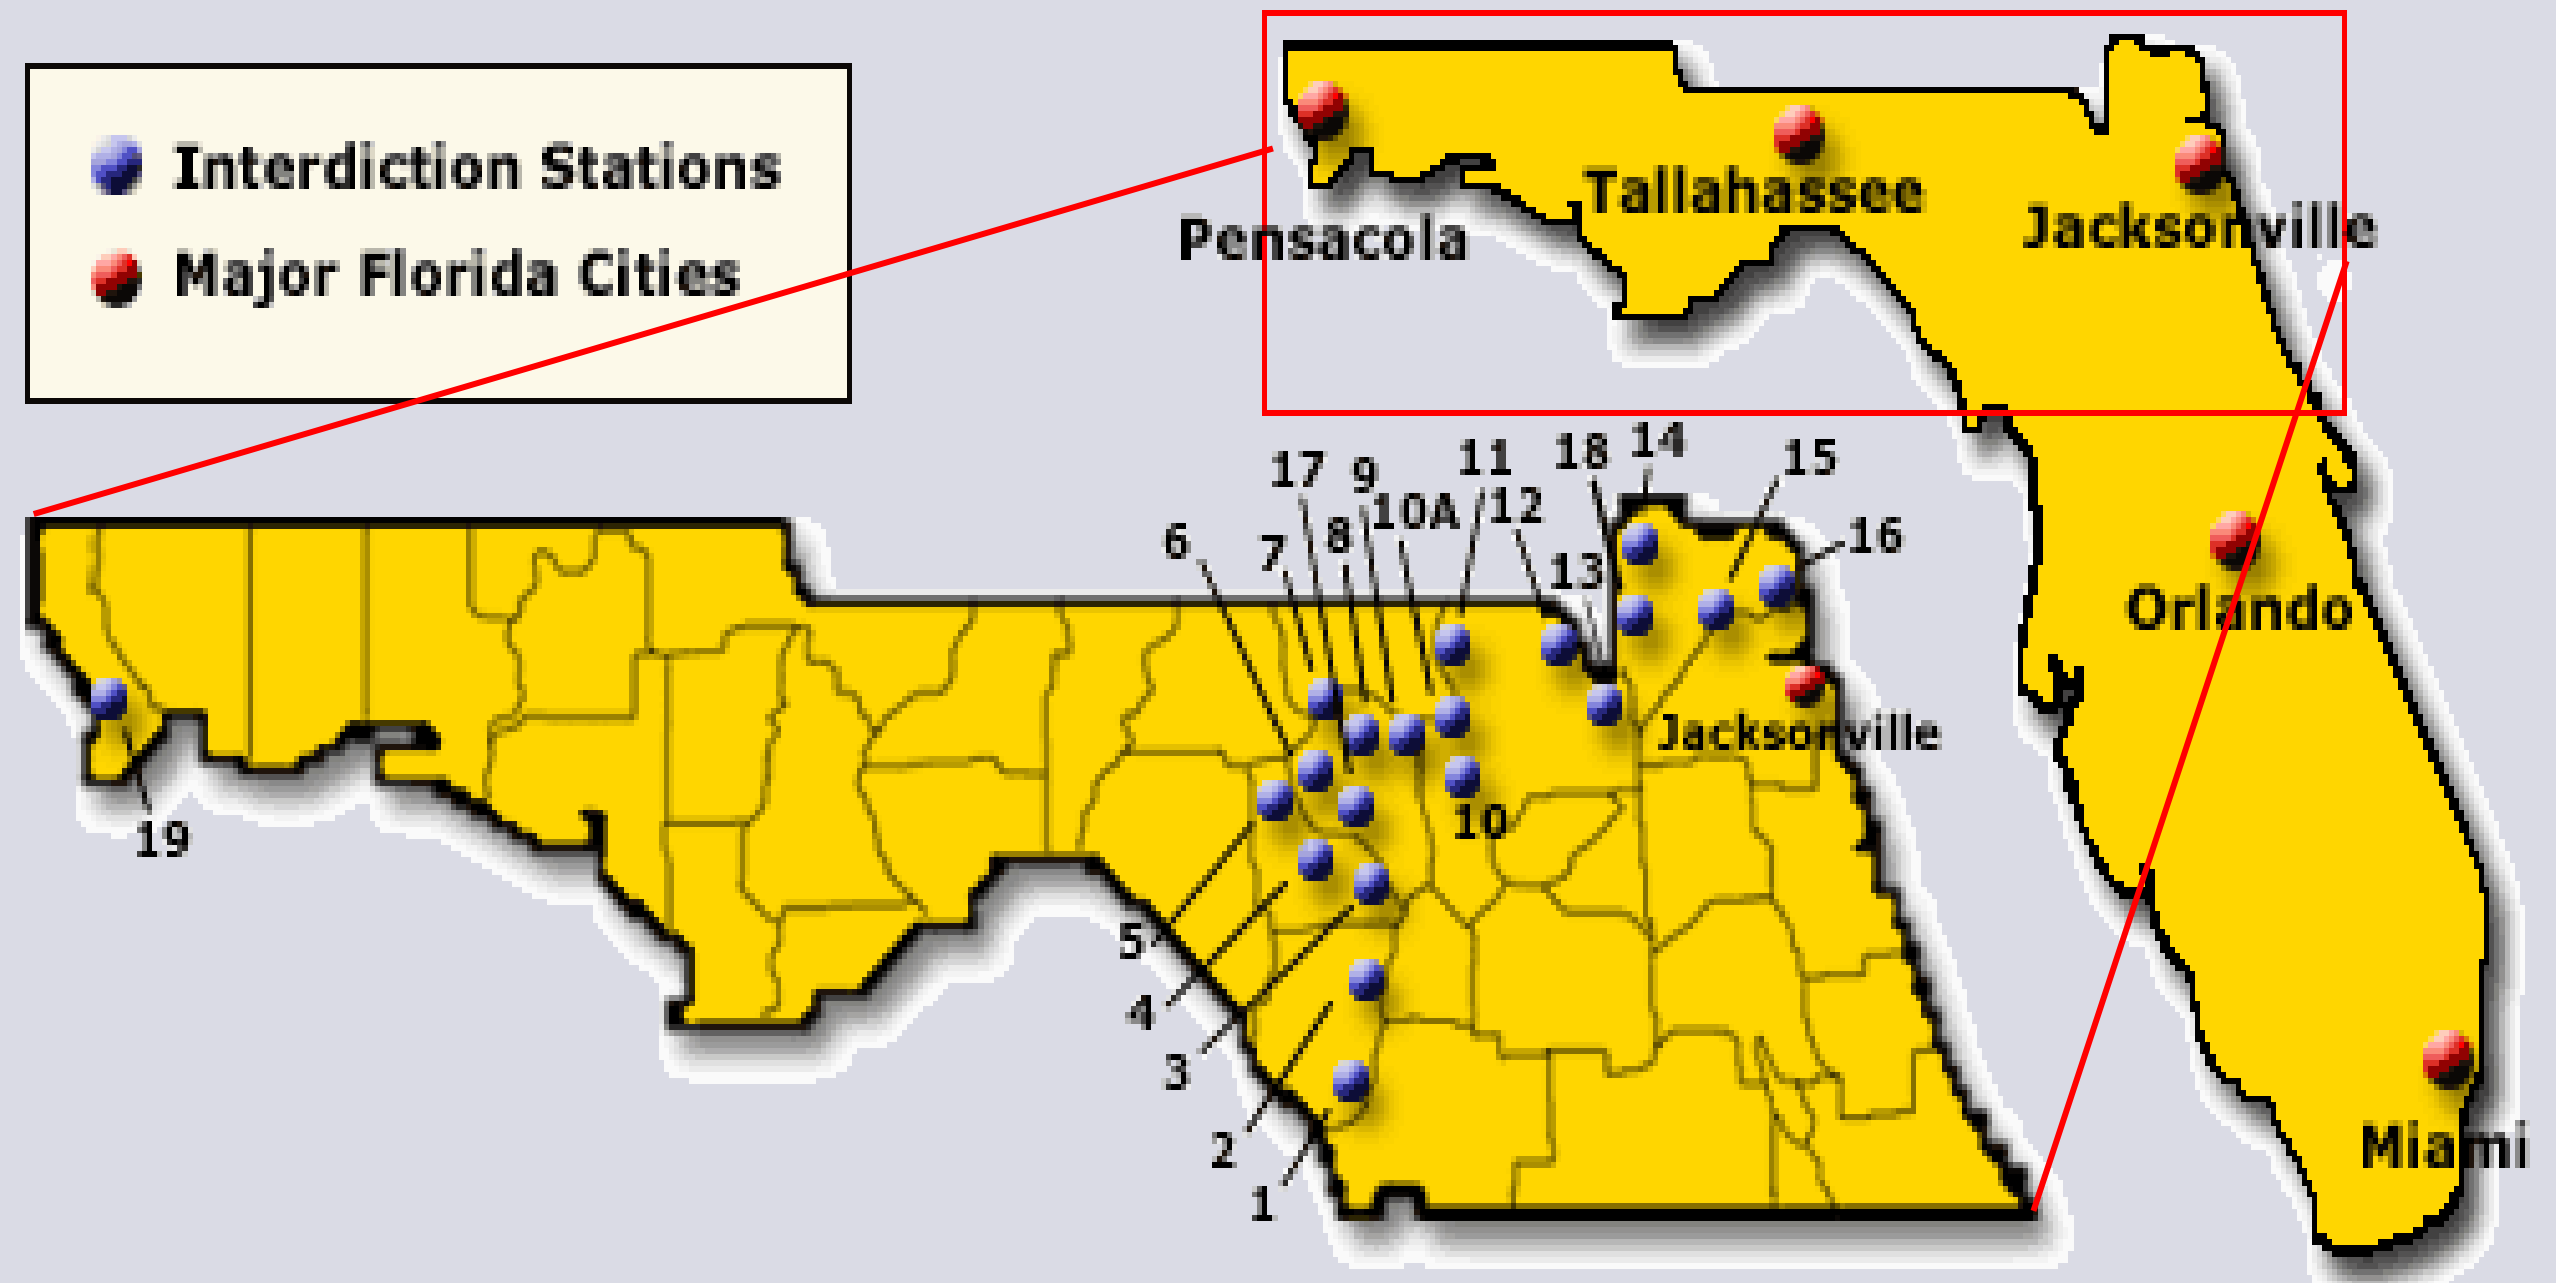 Interdiction Stations
Major Florida Cities
Pensacola
Tallahassee
Jacksonville
Orlando
Miami
17
9
11
18
14
15
6
7
8
10A
12
13
16
Jacksonville
19
10
5
4
3
2
1